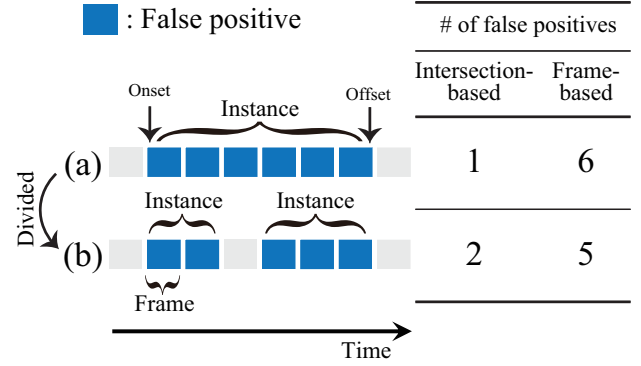 : False positive
# of false positives
Intersection-
based
Frame-
based
Onset
Instance
Offset
(a)
1
6
Divided
Instance
Instance
(b)
2
5
Frame
Time